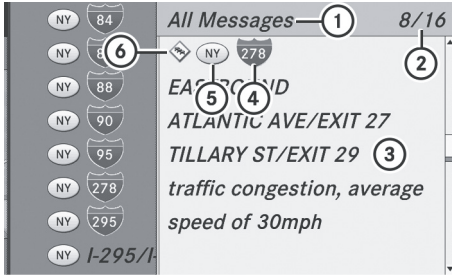 NY 84 All Messages 1 8/16
NY 8 6 NY 278 2
NY 88 5 4
NY 90 ATLANTIC AVE/EXIT 27
NY 95 TILLARY ST/EXIT 29 3
NY 278 traffic congestion, average
NY 295 speed of 30mph
NY I-295/I-